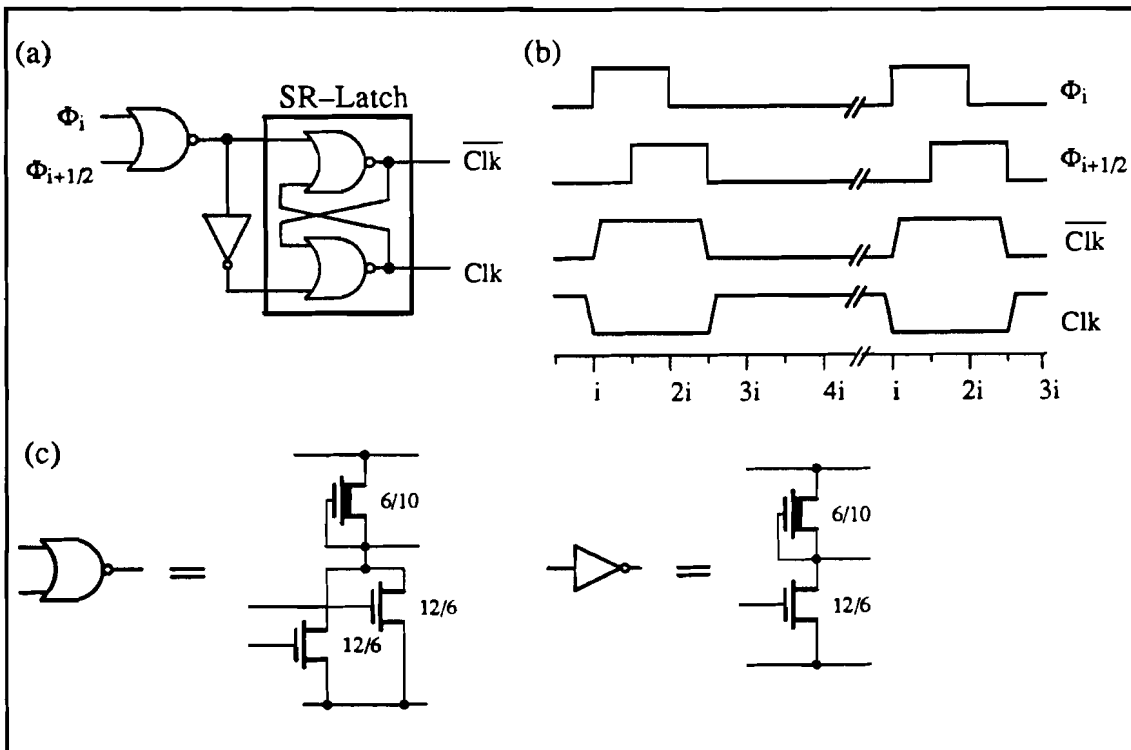 (a)
SR–Latch
Φi
Φi+1/2
Clk
Clk
(b)
Φi
Φi+1/2
Clk
Clk
i 2i 3i 4i i 2i 3i
(c)
6/10
12/6
12/6
=
6/10
12/6
=